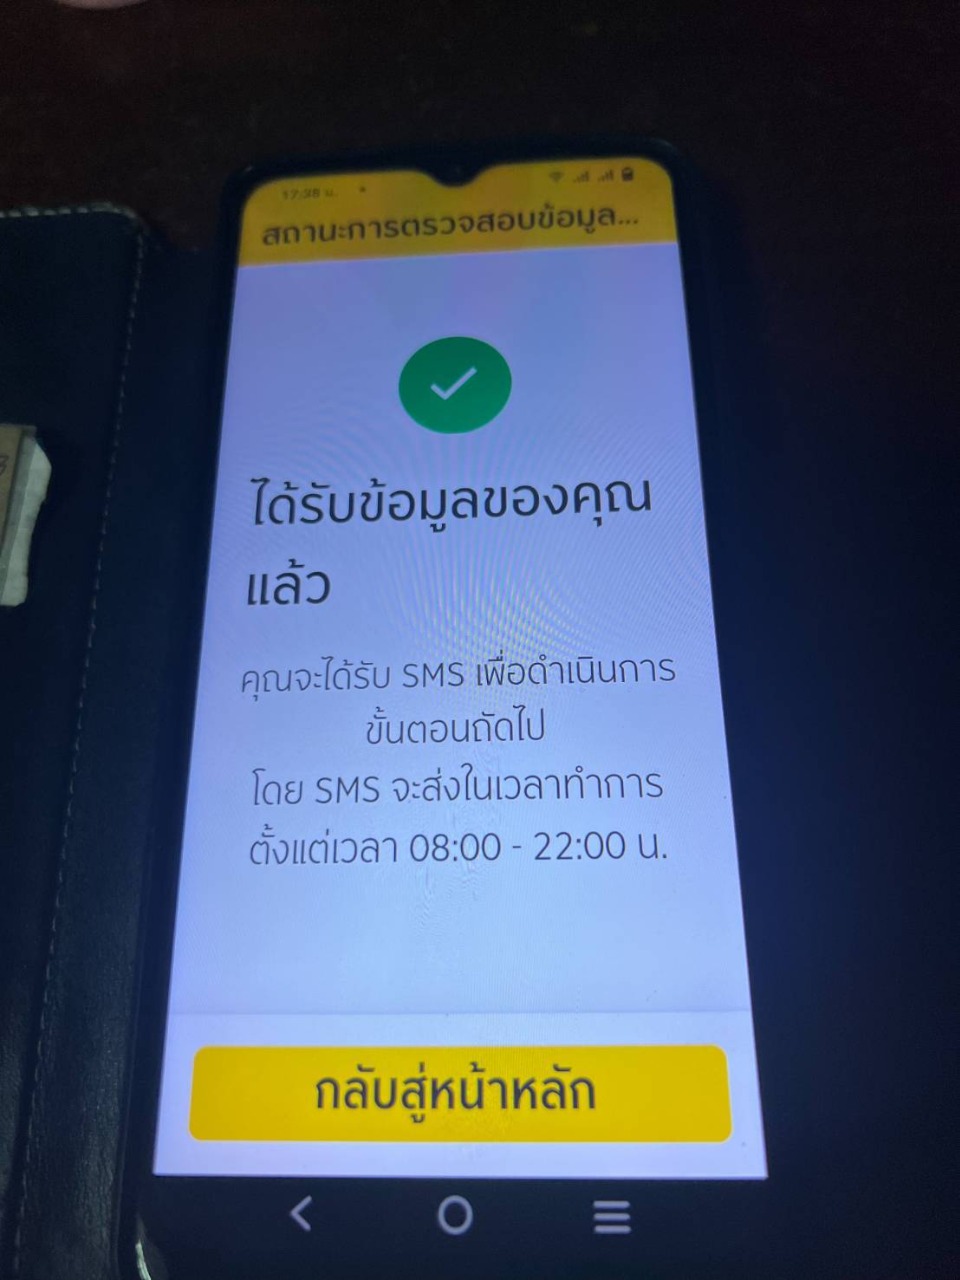 17:38 น.
สถานะการตรวจสอบข้อมูล...
ได้รับข้อมูลของคุณ
แล้ว
คุณจะได้รับ SMS เพื่อดำเนินการ
ขั้นตอนถัดไป
โดย SMS จะส่งในเวลาทำการ
ตั้งแต่เวลา 08:00 - 22:00 น.
กลับสู่หน้าหลัก